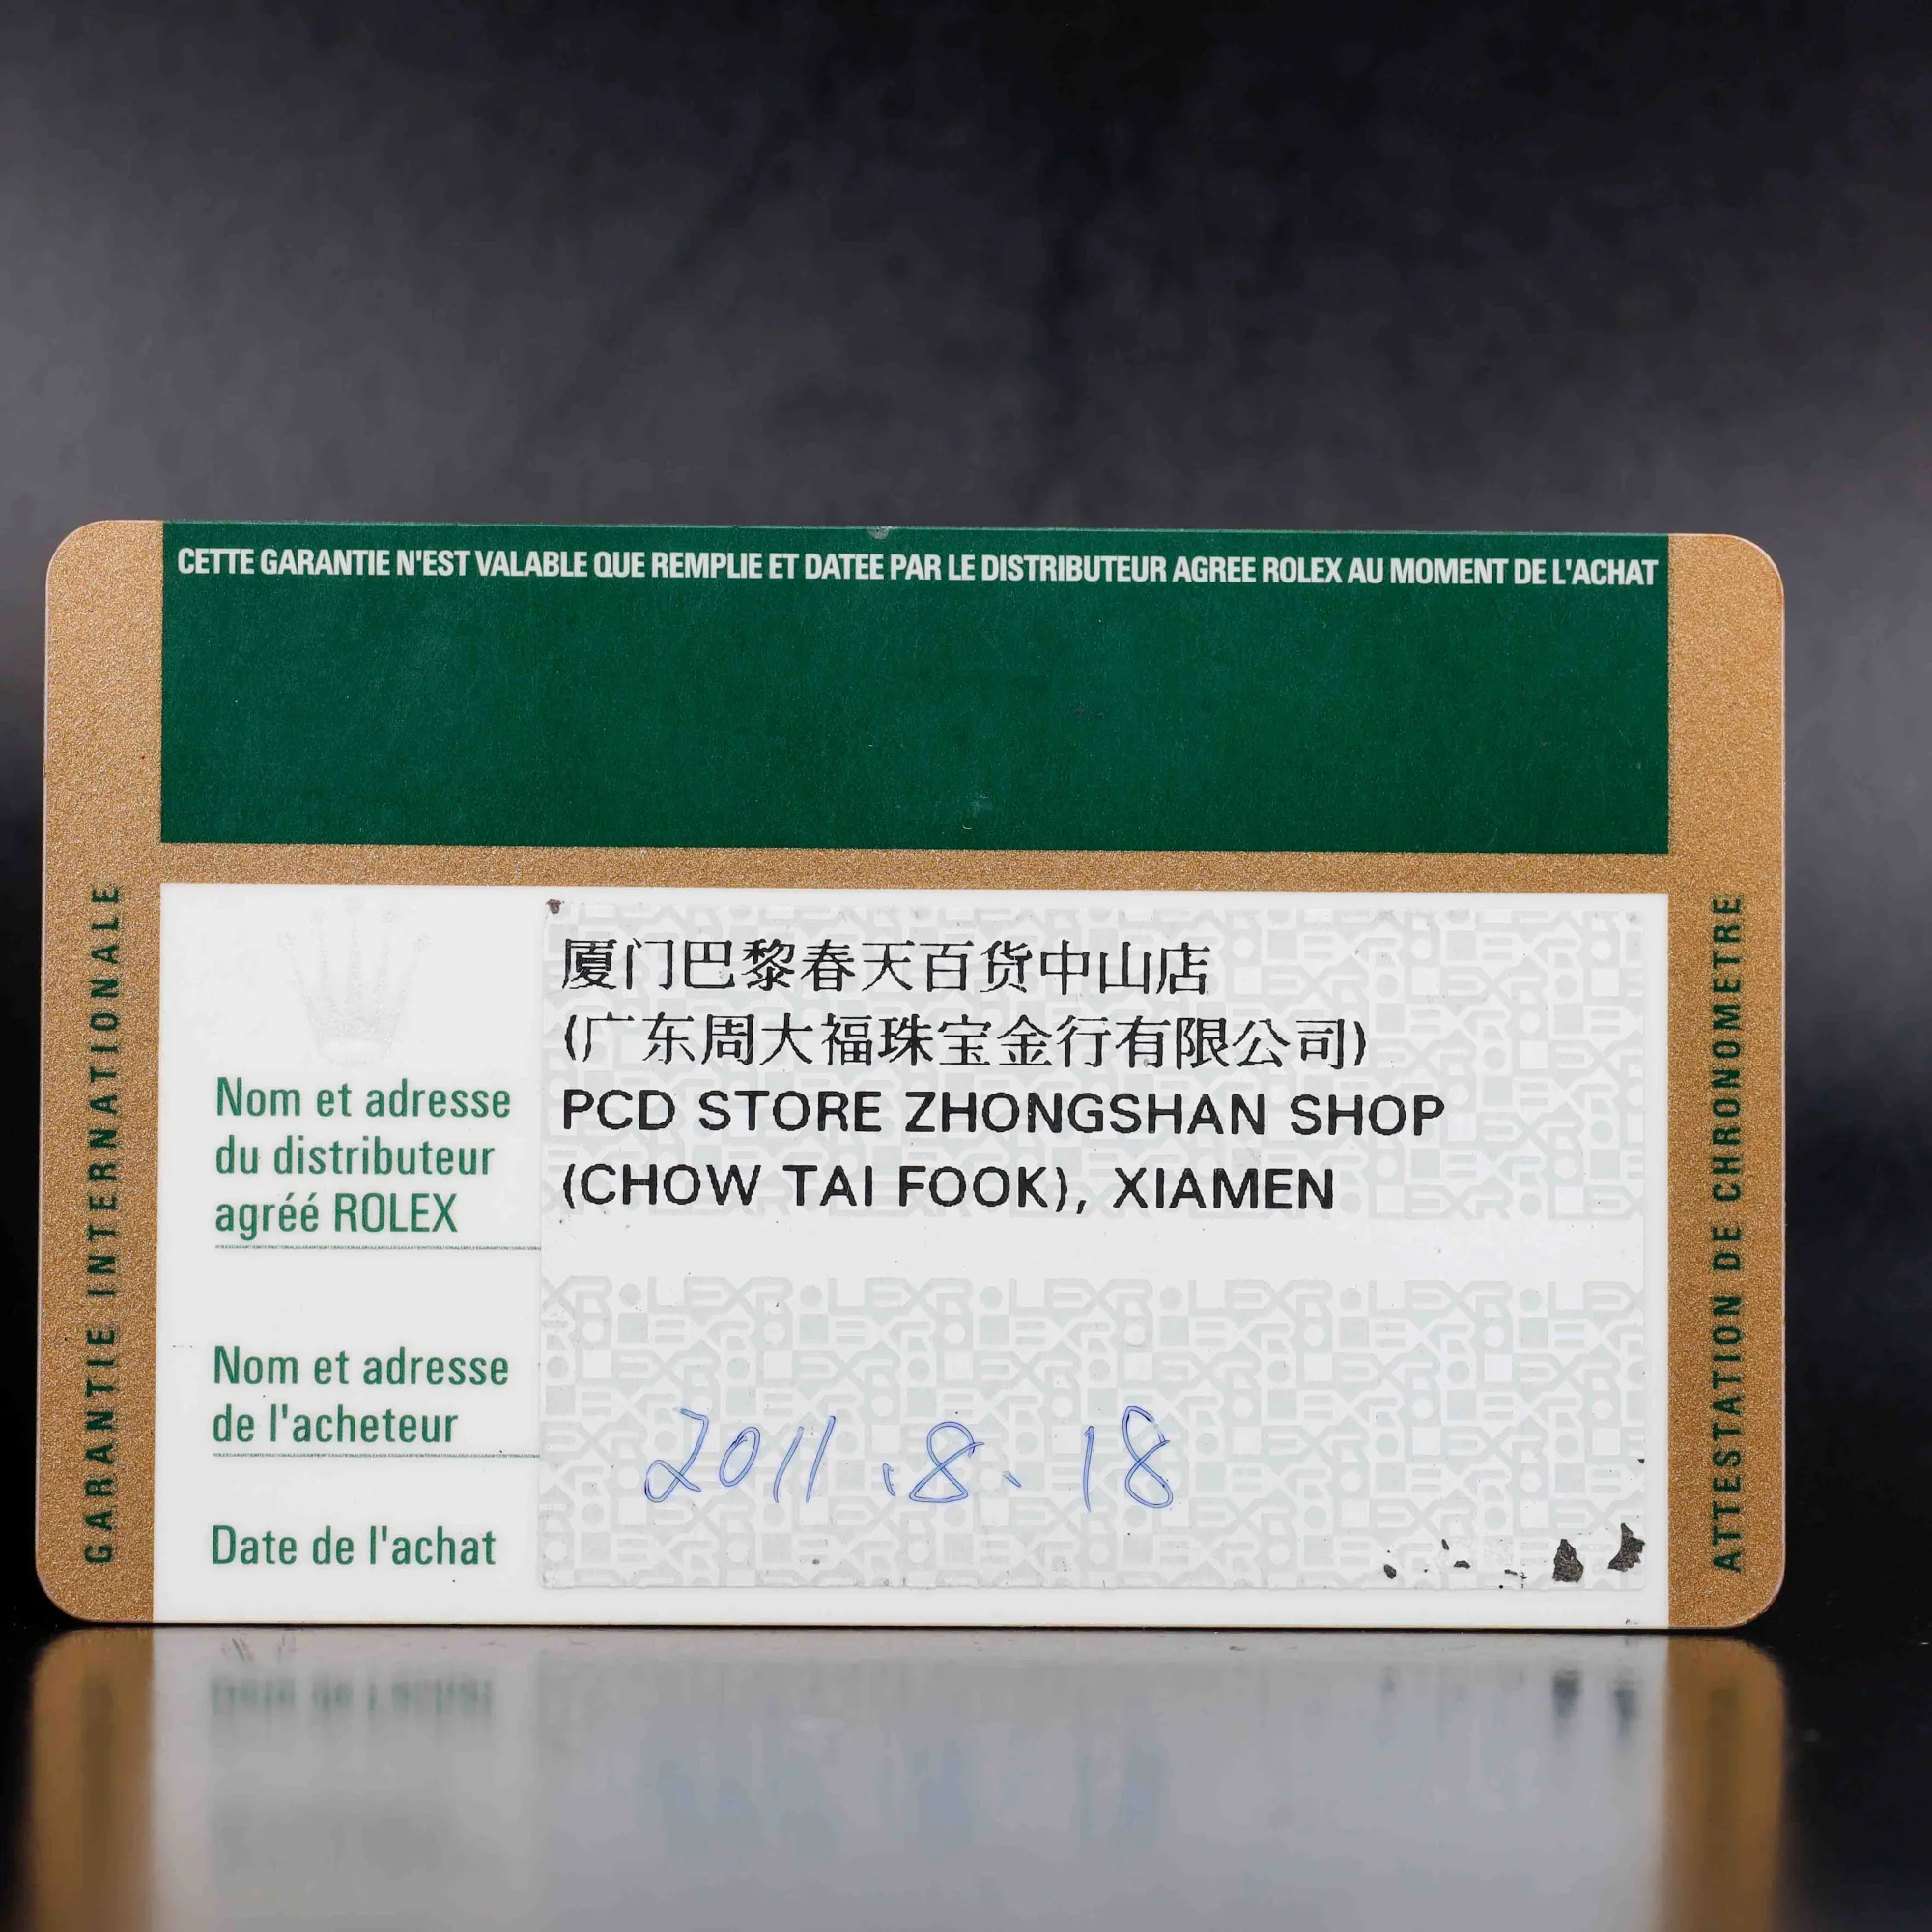 CETTE GARANTIE N'EST VALABLE QUE REMPLIE ET DATEE PAR LE DISTRIBUTEUR AGREE ROLEX AU MOMENT DE L'ACHAT
GARANTIE INTERNATIONALE
厦门巴黎春天百货中山店
(广东周大福珠宝金行有限公司)
PCD STORE ZHONGSHAN SHOP
(CHOW TAI FOOK), XIAMEN
Nom et adresse
du distributeur
agréé ROLEX
Nom et adresse
de l'acheteur
2011.8.18
Date de l'achat
ATTESTATION DE CHRONOMETRE